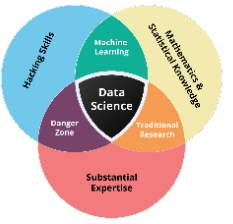 Hacking Skills
Machine
Learning
Mathematics &
Statistical Knowledge
Data
Science
Danger
Zone
Traditional
Research
Substantial
Expertise